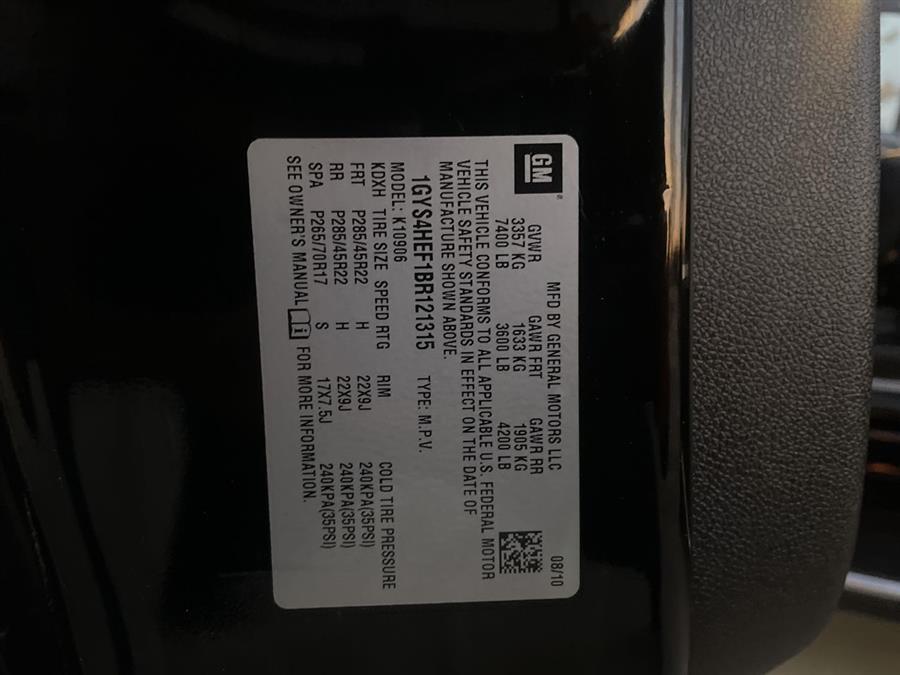 GM
MFD BY GENERAL MOTORS LLC 08/10
GVWR GAWR FRT GAWR RR
3357 KG 1633 KG 1905 KG
7400 LB 3600 LB 4200 LB
THIS VEHICLE CONFORMS TO ALL APPLICABLE U.S. FEDERAL MOTOR
VEHICLE SAFETY STANDARDS IN EFFECT ON THE DATE OF
MANUFACTURE SHOWN ABOVE.
1GYS4HEF1BR121315 TYPE: M.P.V.
MODEL: K10906
KDXH TIRE SIZE SPEED RTG RIM COLD TIRE PRESSURE
FRT P285/45R22 H 22X9J 240KPA(35PSI)
RR P285/45R22 H 22X9J 240KPA(35PSI)
SPA P265/70R17 S 17X7.5J 240KPA(35PSI)
SEE OWNER'S MANUAL FOR MORE INFORMATION.